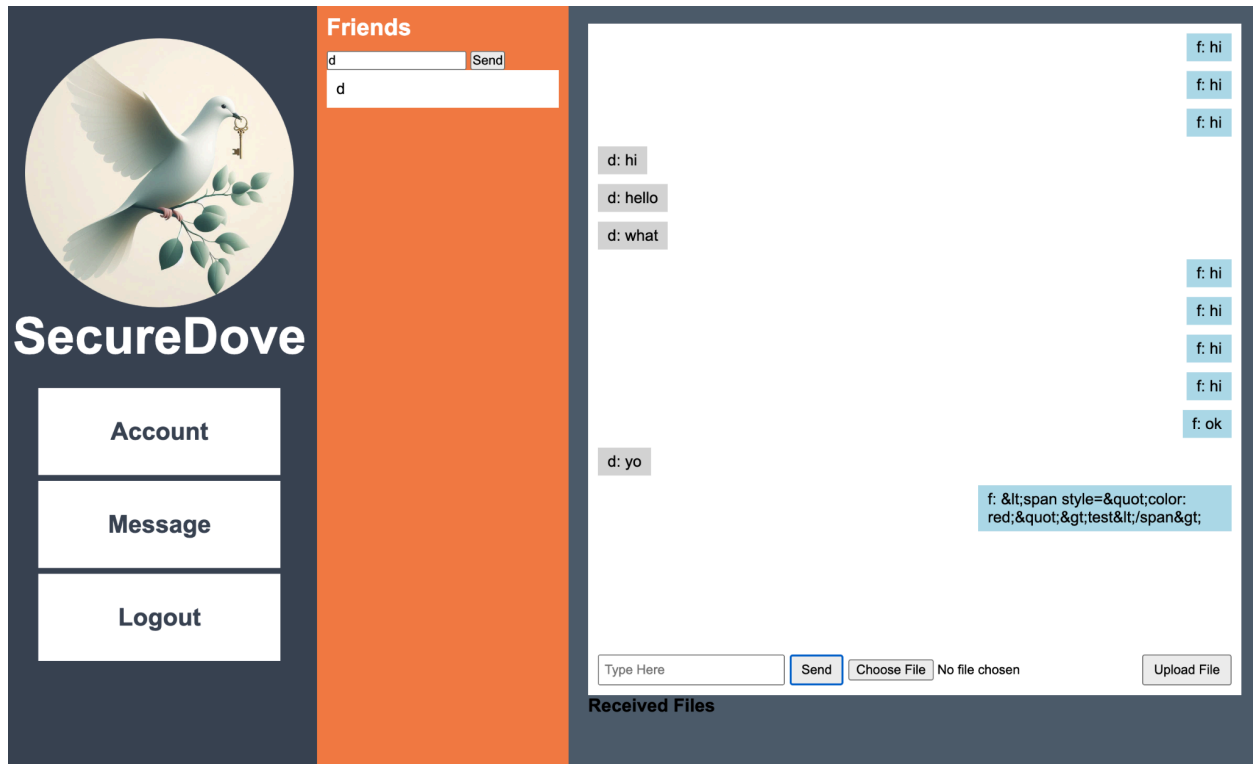 SecureDove
Account
Message
Logout
Friends
d
Send
d
f: hi
f: hi
f: hi
d: hi
d: hello
d: what
f: hi
f: hi
f: hi
f: hi
f: ok
d: yo
f: &lt;span style=&quot;color:
red;&quot;&gt;test&lt;/span&gt;
Type Here
Send
Choose File
No file chosen
Upload File
Received Files